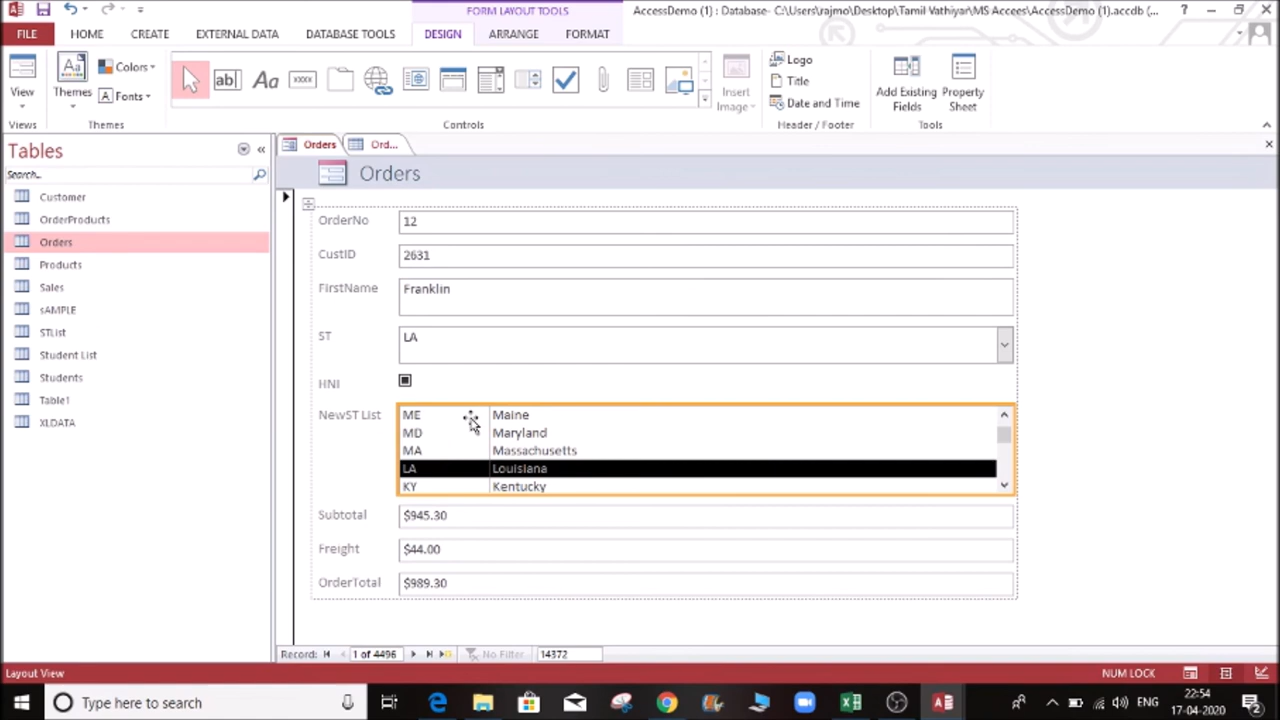 FORM LAYOUT TOOLS
AccessDemo (1) : Database- C:\Users\rajmo\Desktop\Tamil Vathiyar\MS Accees\AccessDemo (1).accdb (...
FILE HOME CREATE EXTERNAL DATA DATABASE TOOLS DESIGN ARRANGE FORMAT
View
Views
Aa
Themes
Colors
Fonts
Themes
ab Aa xxxx
Controls
Insert
Image
Logo
Title
Date and Time
Header / Footer
Add Existing
Fields
Property
Sheet
Tools
Tables
Search...
Customer
OrderProducts
Orders
Products
Sales
sAMPLE
STList
Student List
Students
Table1
XLDATA
Orders Ord...
Orders
OrderNo 12
CustID 2631
FirstName Franklin
ST LA
HNI
NewST List
ME Maine
MD Maryland
MA Massachusetts
LA Louisiana
KY Kentucky
Subtotal $945.30
Freight $44.00
OrderTotal $989.30
Record: 1 of 4496 No Filter 14372
Layout View NUM LOCK
Type here to search
ENG
22:54
17-04-2020
2